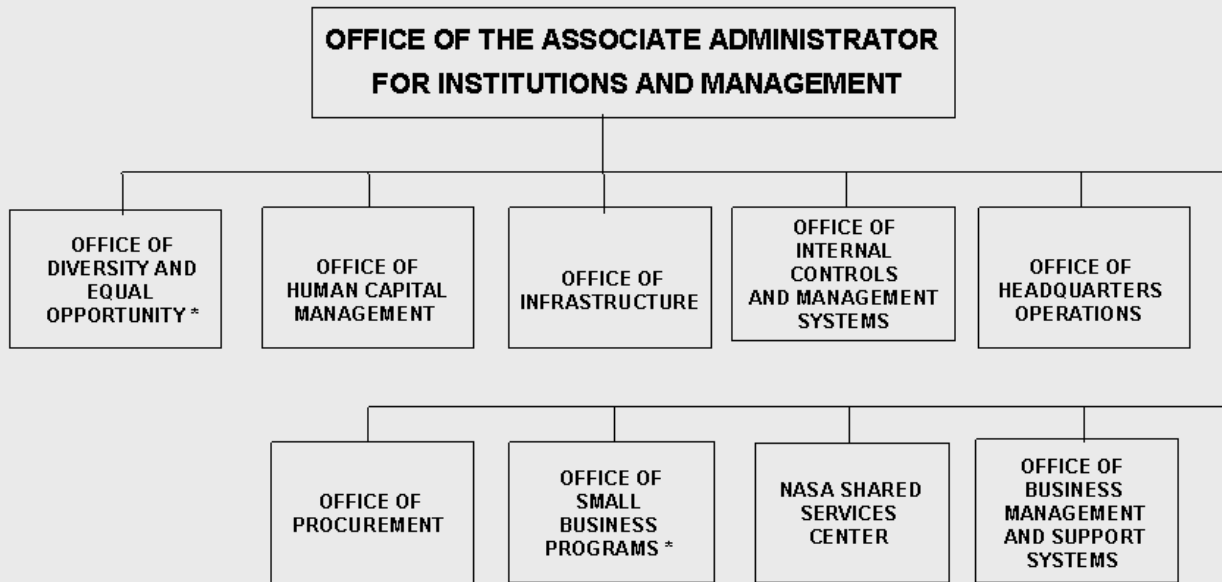 OFFICE OF THE ASSOCIATE ADMINISTRATOR
FOR INSTITUTIONS AND MANAGEMENT
OFFICE OF
DIVERSITY AND
EQUAL
OPPORTUNITY *
OFFICE OF
HUMAN CAPITAL
MANAGEMENT
OFFICE OF
INFRASTRUCTURE
OFFICE OF
INTERNAL
CONTROLS
AND MANAGEMENT
SYSTEMS
OFFICE OF
HEADQUARTERS
OPERATIONS
OFFICE OF
PROCUREMENT
OFFICE OF
SMALL
BUSINESS
PROGRAMS *
NASA SHARED
SERVICES
CENTER
OFFICE OF
BUSINESS
MANAGEMENT
AND SUPPORT
SYSTEMS